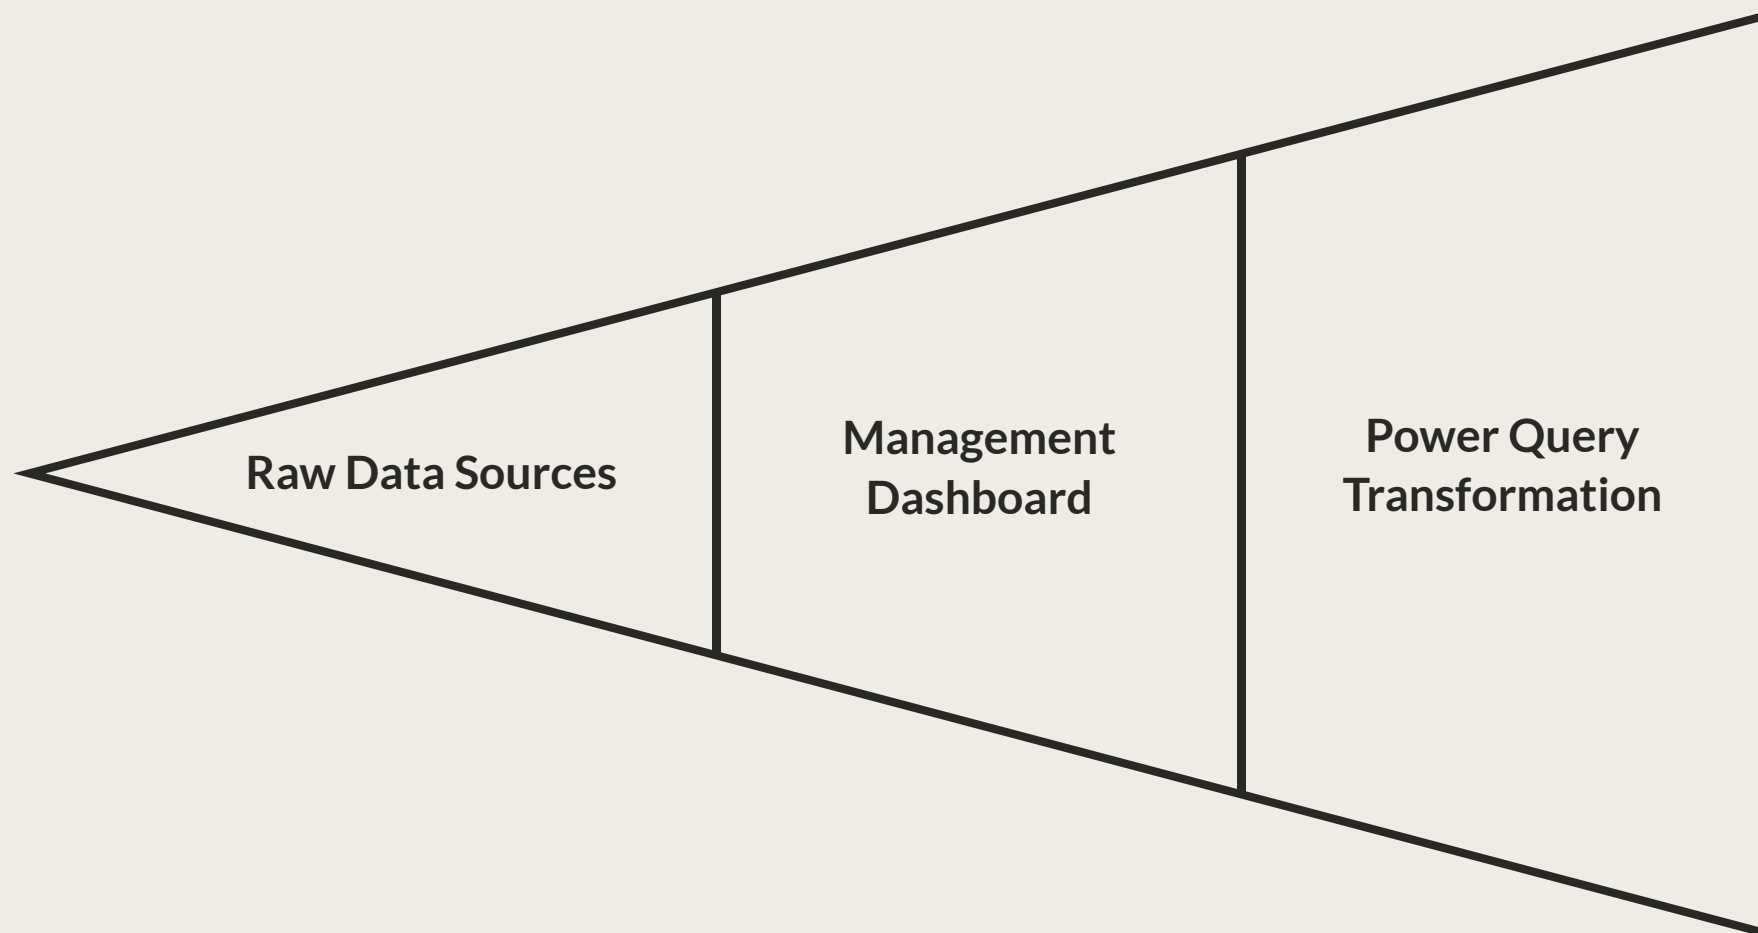 Raw Data Sources
Management
Dashboard
Power Query
Transformation